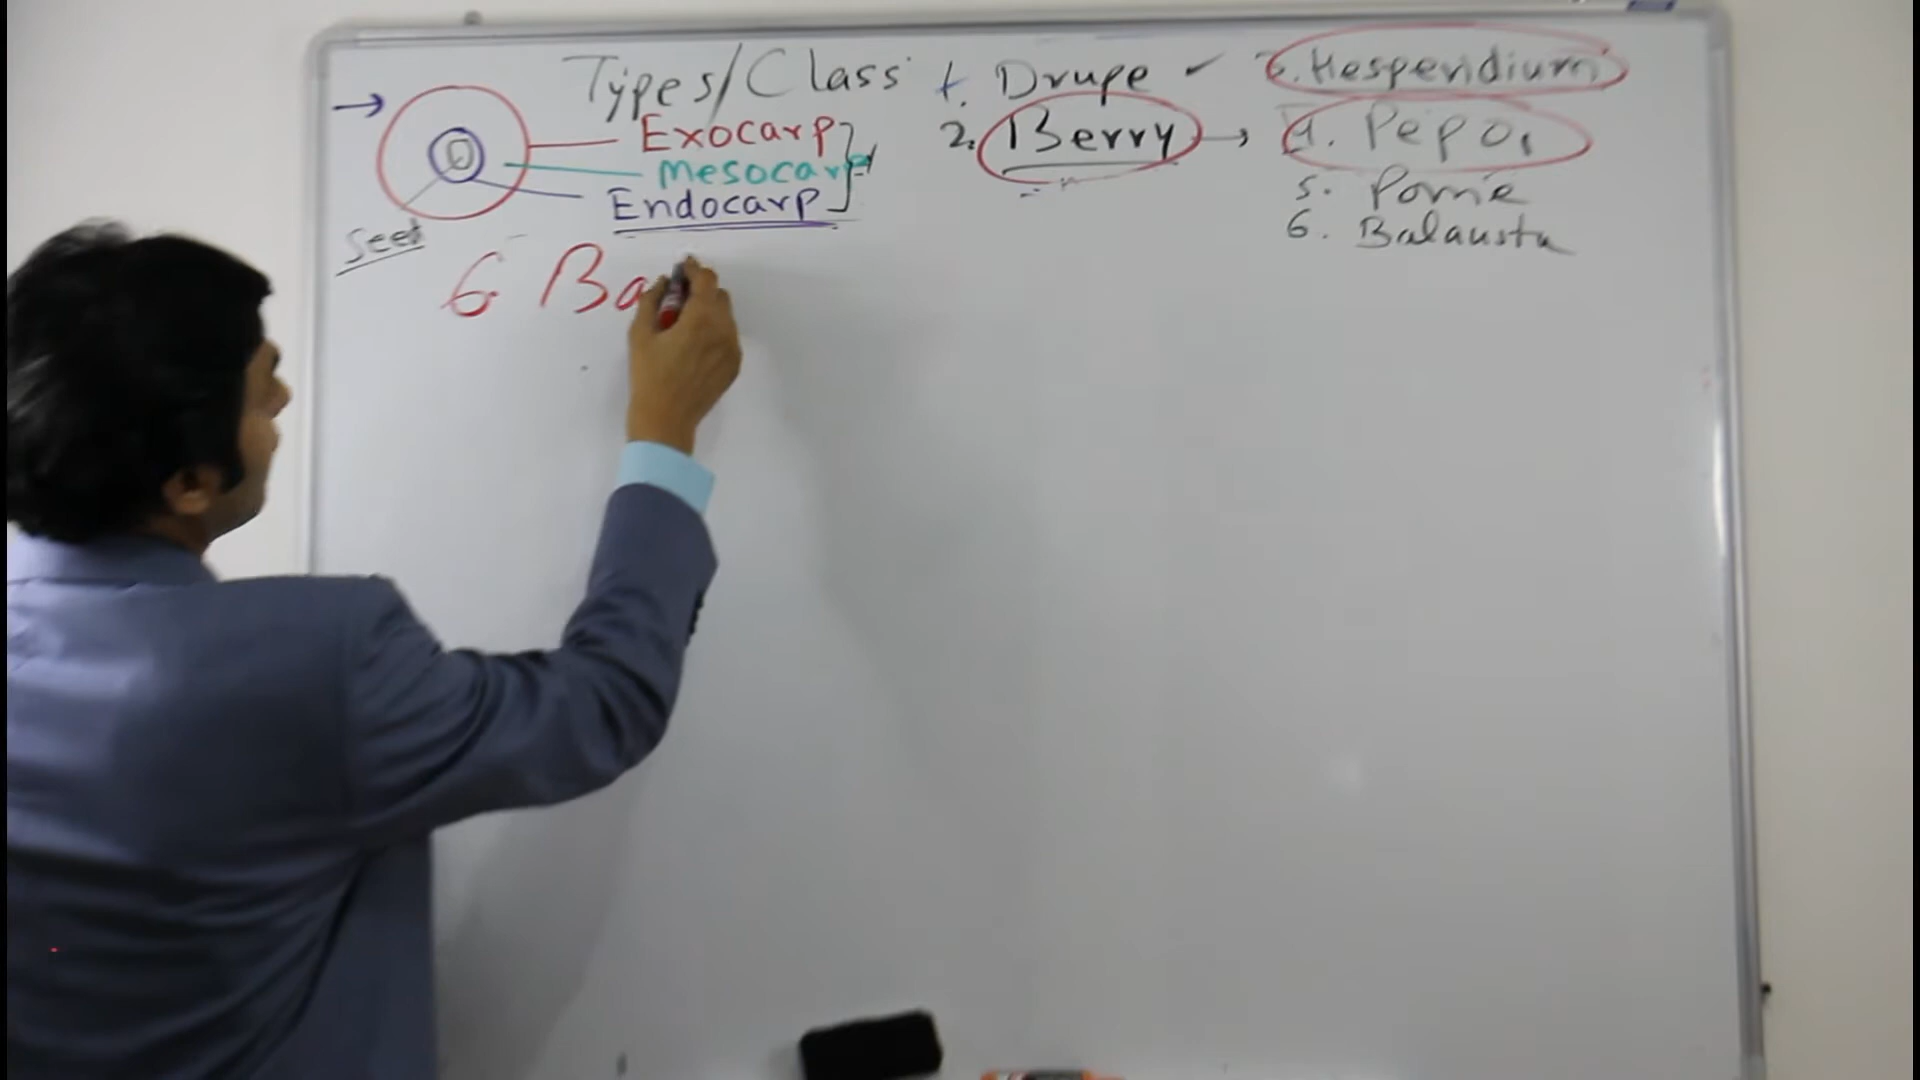 Types/Class
Exocarp
Mesocarp
Endocarp
Seed
1. Drupe
2. Berry
3. Hesperidium
4. Pepo,
5. Pome
6. Balausta
6 Ba